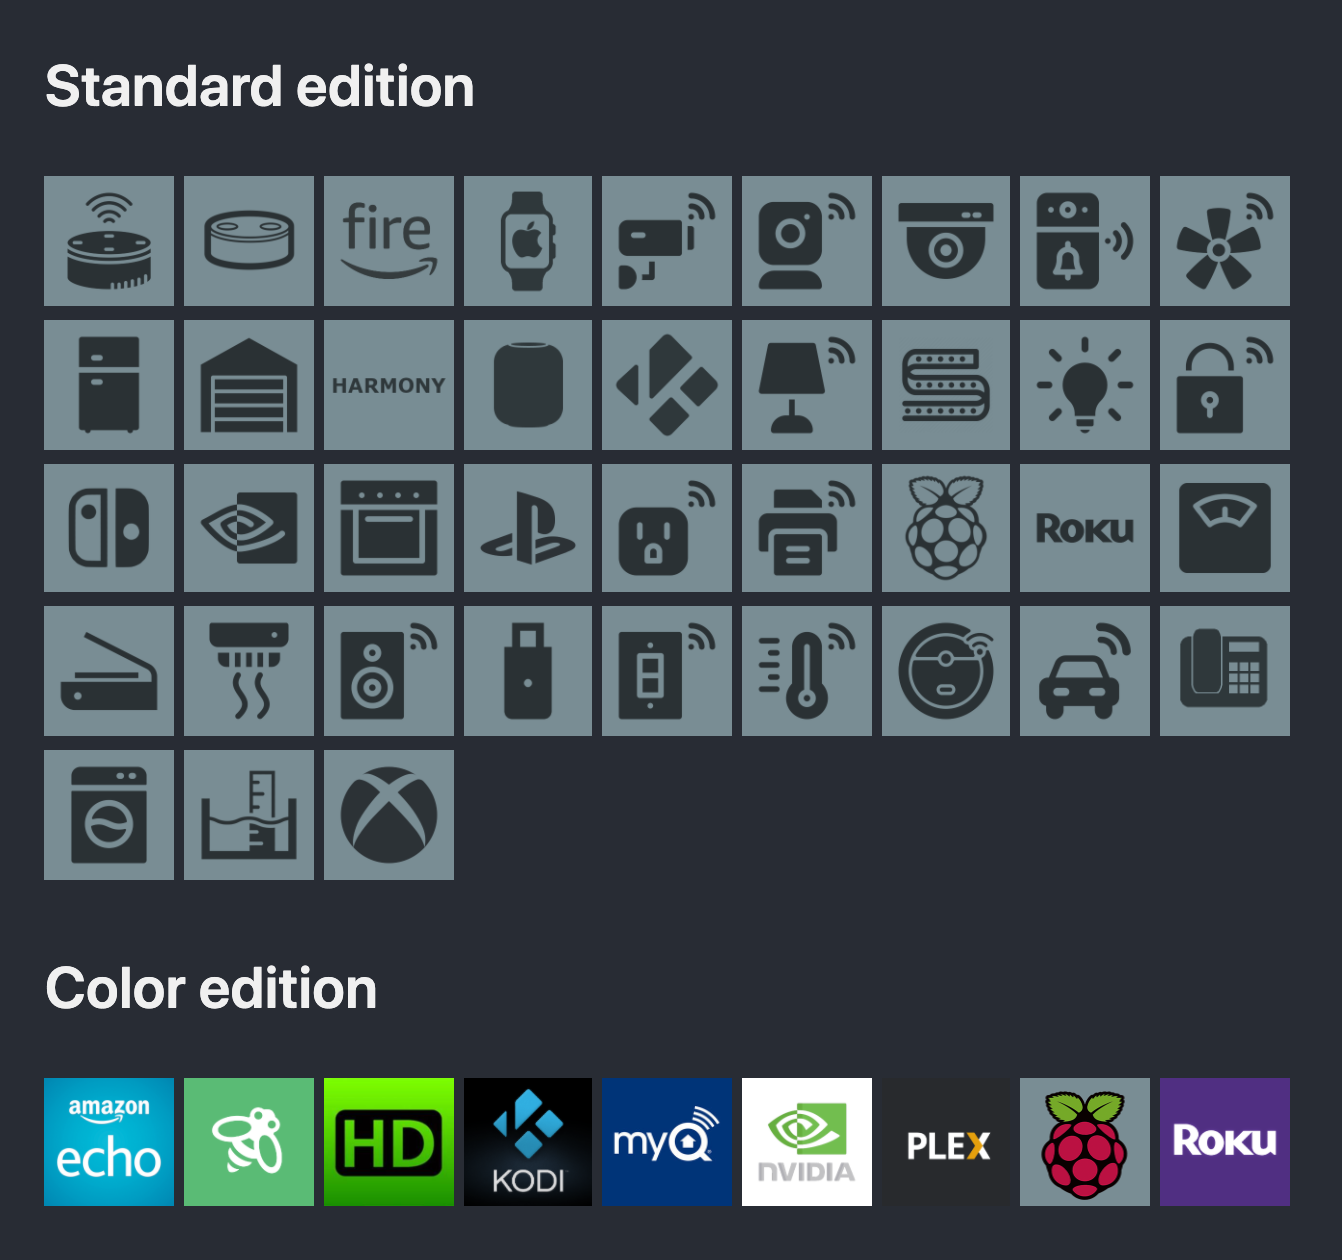 Standard edition
fire
HARMONY
ROKU
Color edition
amazon
echo
HD
KODI
myQ
NVIDIA
PLEX
ROKU